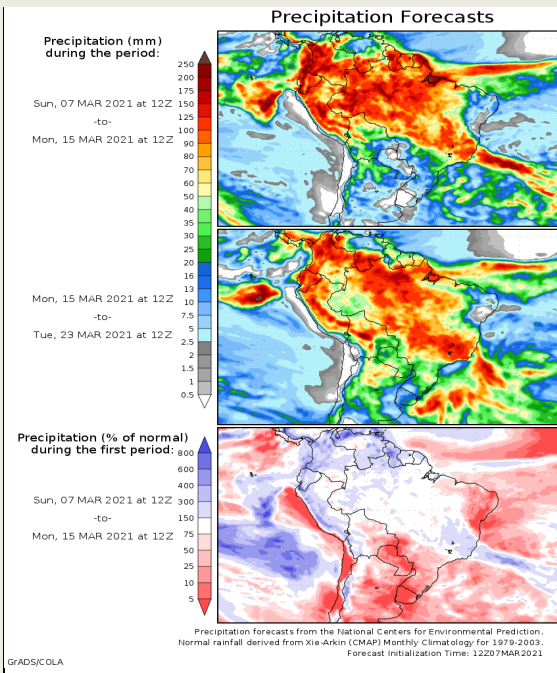 Precipitation Forecasts
Precipitation (mm)
during the period:
Sun, 07 MAR 2021 at 12Z
-to-
Mon, 15 MAR 2021 at 12Z
250
200
175
150
125
100
90
80
70
60
50
40
35
30
25
20
16
13
10
7.5
5
2.5
2
1.5
1
0.5
Mon, 15 MAR 2021 at 12Z
-to-
Tue, 23 MAR 2021 at 12Z
Precipitation (% of normal)
during the first period:
Sun, 07 MAR 2021 at 12Z
-to-
Mon, 15 MAR 2021 at 12Z
800
600
400
300
150
75
50
25
10
5
Precipitation forecasts from the National Centers for Environmental Prediction.
Normal rainfall derived from Xie-Arkin (CMAP) Monthly Climatology for 1979-2003.
Forecast Initialization Time: 12Z07MAR2021
GrADS/COLA